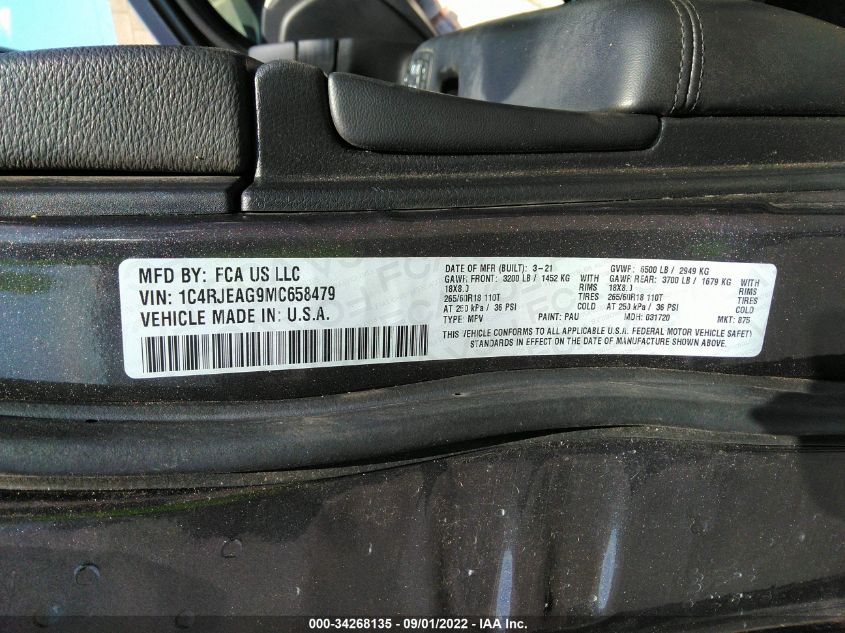 MFD BY: FCA US LLC
VIN: 1C4RJEAG9MC658479
VEHICLE MADE IN: U.S.A.
DATE OF MFR (BUILT): 3-21 GVWR: 6500 LB / 2949 KG
GAWR FRONT: 3200 LB / 1452 KG WITH GAWR REAR: 3700 LB / 1679 KG WITH
18X8.0 RIMS 18X8.0 RIMS
265/60R18 110T TIRES 265/60R18 110T TIRES
AT 250 kPa / 36 PSI COLD AT 250 kPa / 36 PSI COLD
TYPE: MPV PAINT: PAU MDH: 031720 MKT: 875
THIS VEHICLE CONFORMS TO ALL APPLICABLE U.S.A. FEDERAL MOTOR VEHICLE SAFETY
STANDARDS IN EFFECT ON THE DATE OF MANUFACTURE SHOWN ABOVE.
000-34268135 - 09/01/2022 - IAA Inc.